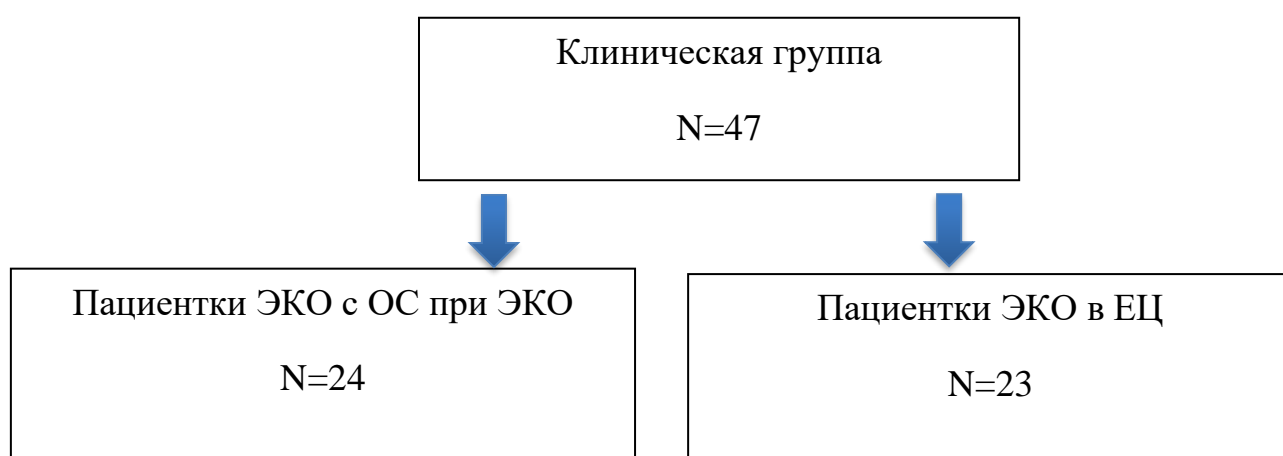 Клиническая группа
N=47
Пациентки ЭКО с ОС при ЭКО
N=24
Пациентки ЭКО в ЕЦ
N=23